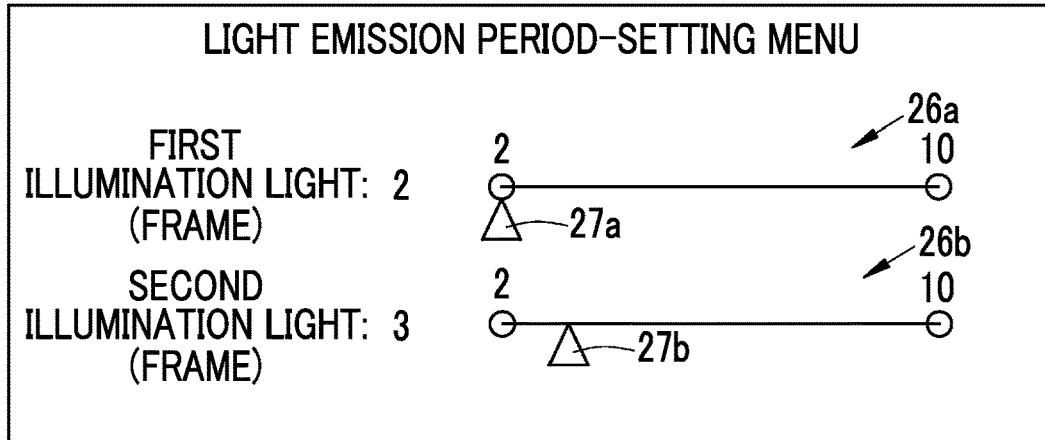 LIGHT EMISSION PERIOD-SETTING MENU
26a
FIRST
ILLUMINATION LIGHT: 2
(FRAME)
2
10
27a
26b
SECOND
ILLUMINATION LIGHT: 3
(FRAME)
2
10
27b